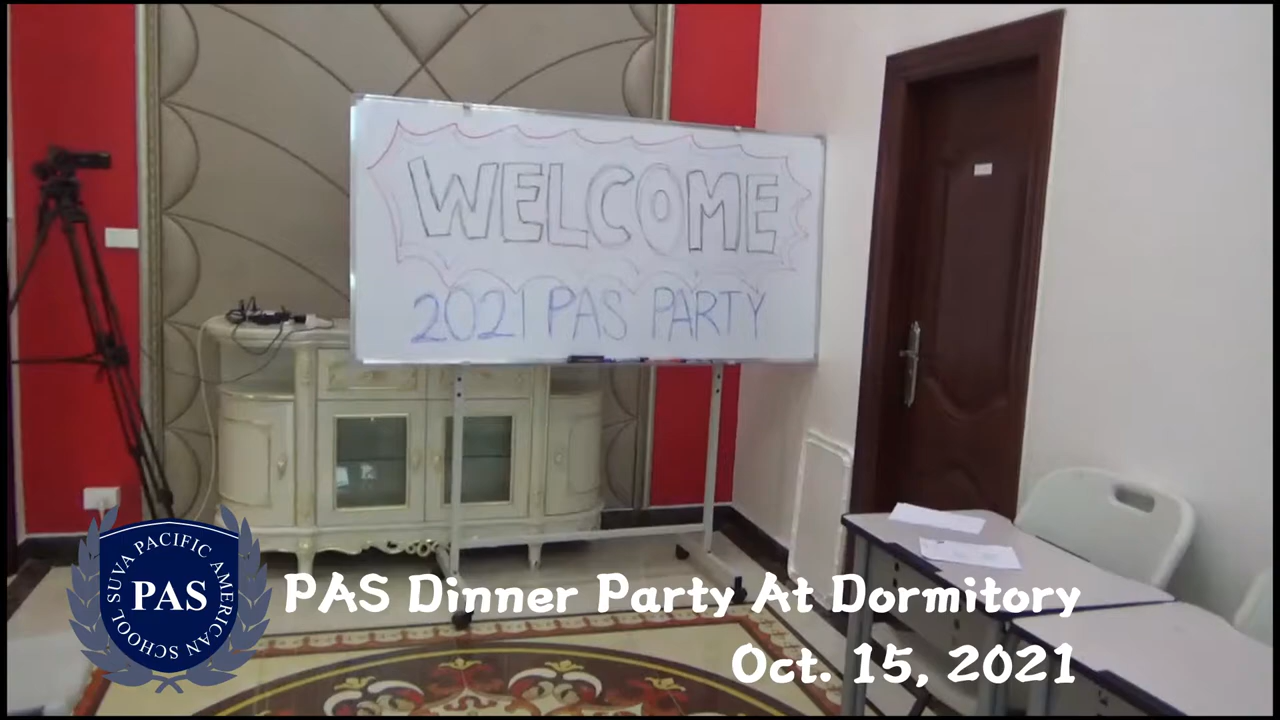 WELCOME
2021 PAS PARTY
SUVA PACIFIC AMERICAN SCHOOL
PAS
PAS Dinner Party At Dormitory
Oct. 15, 2021